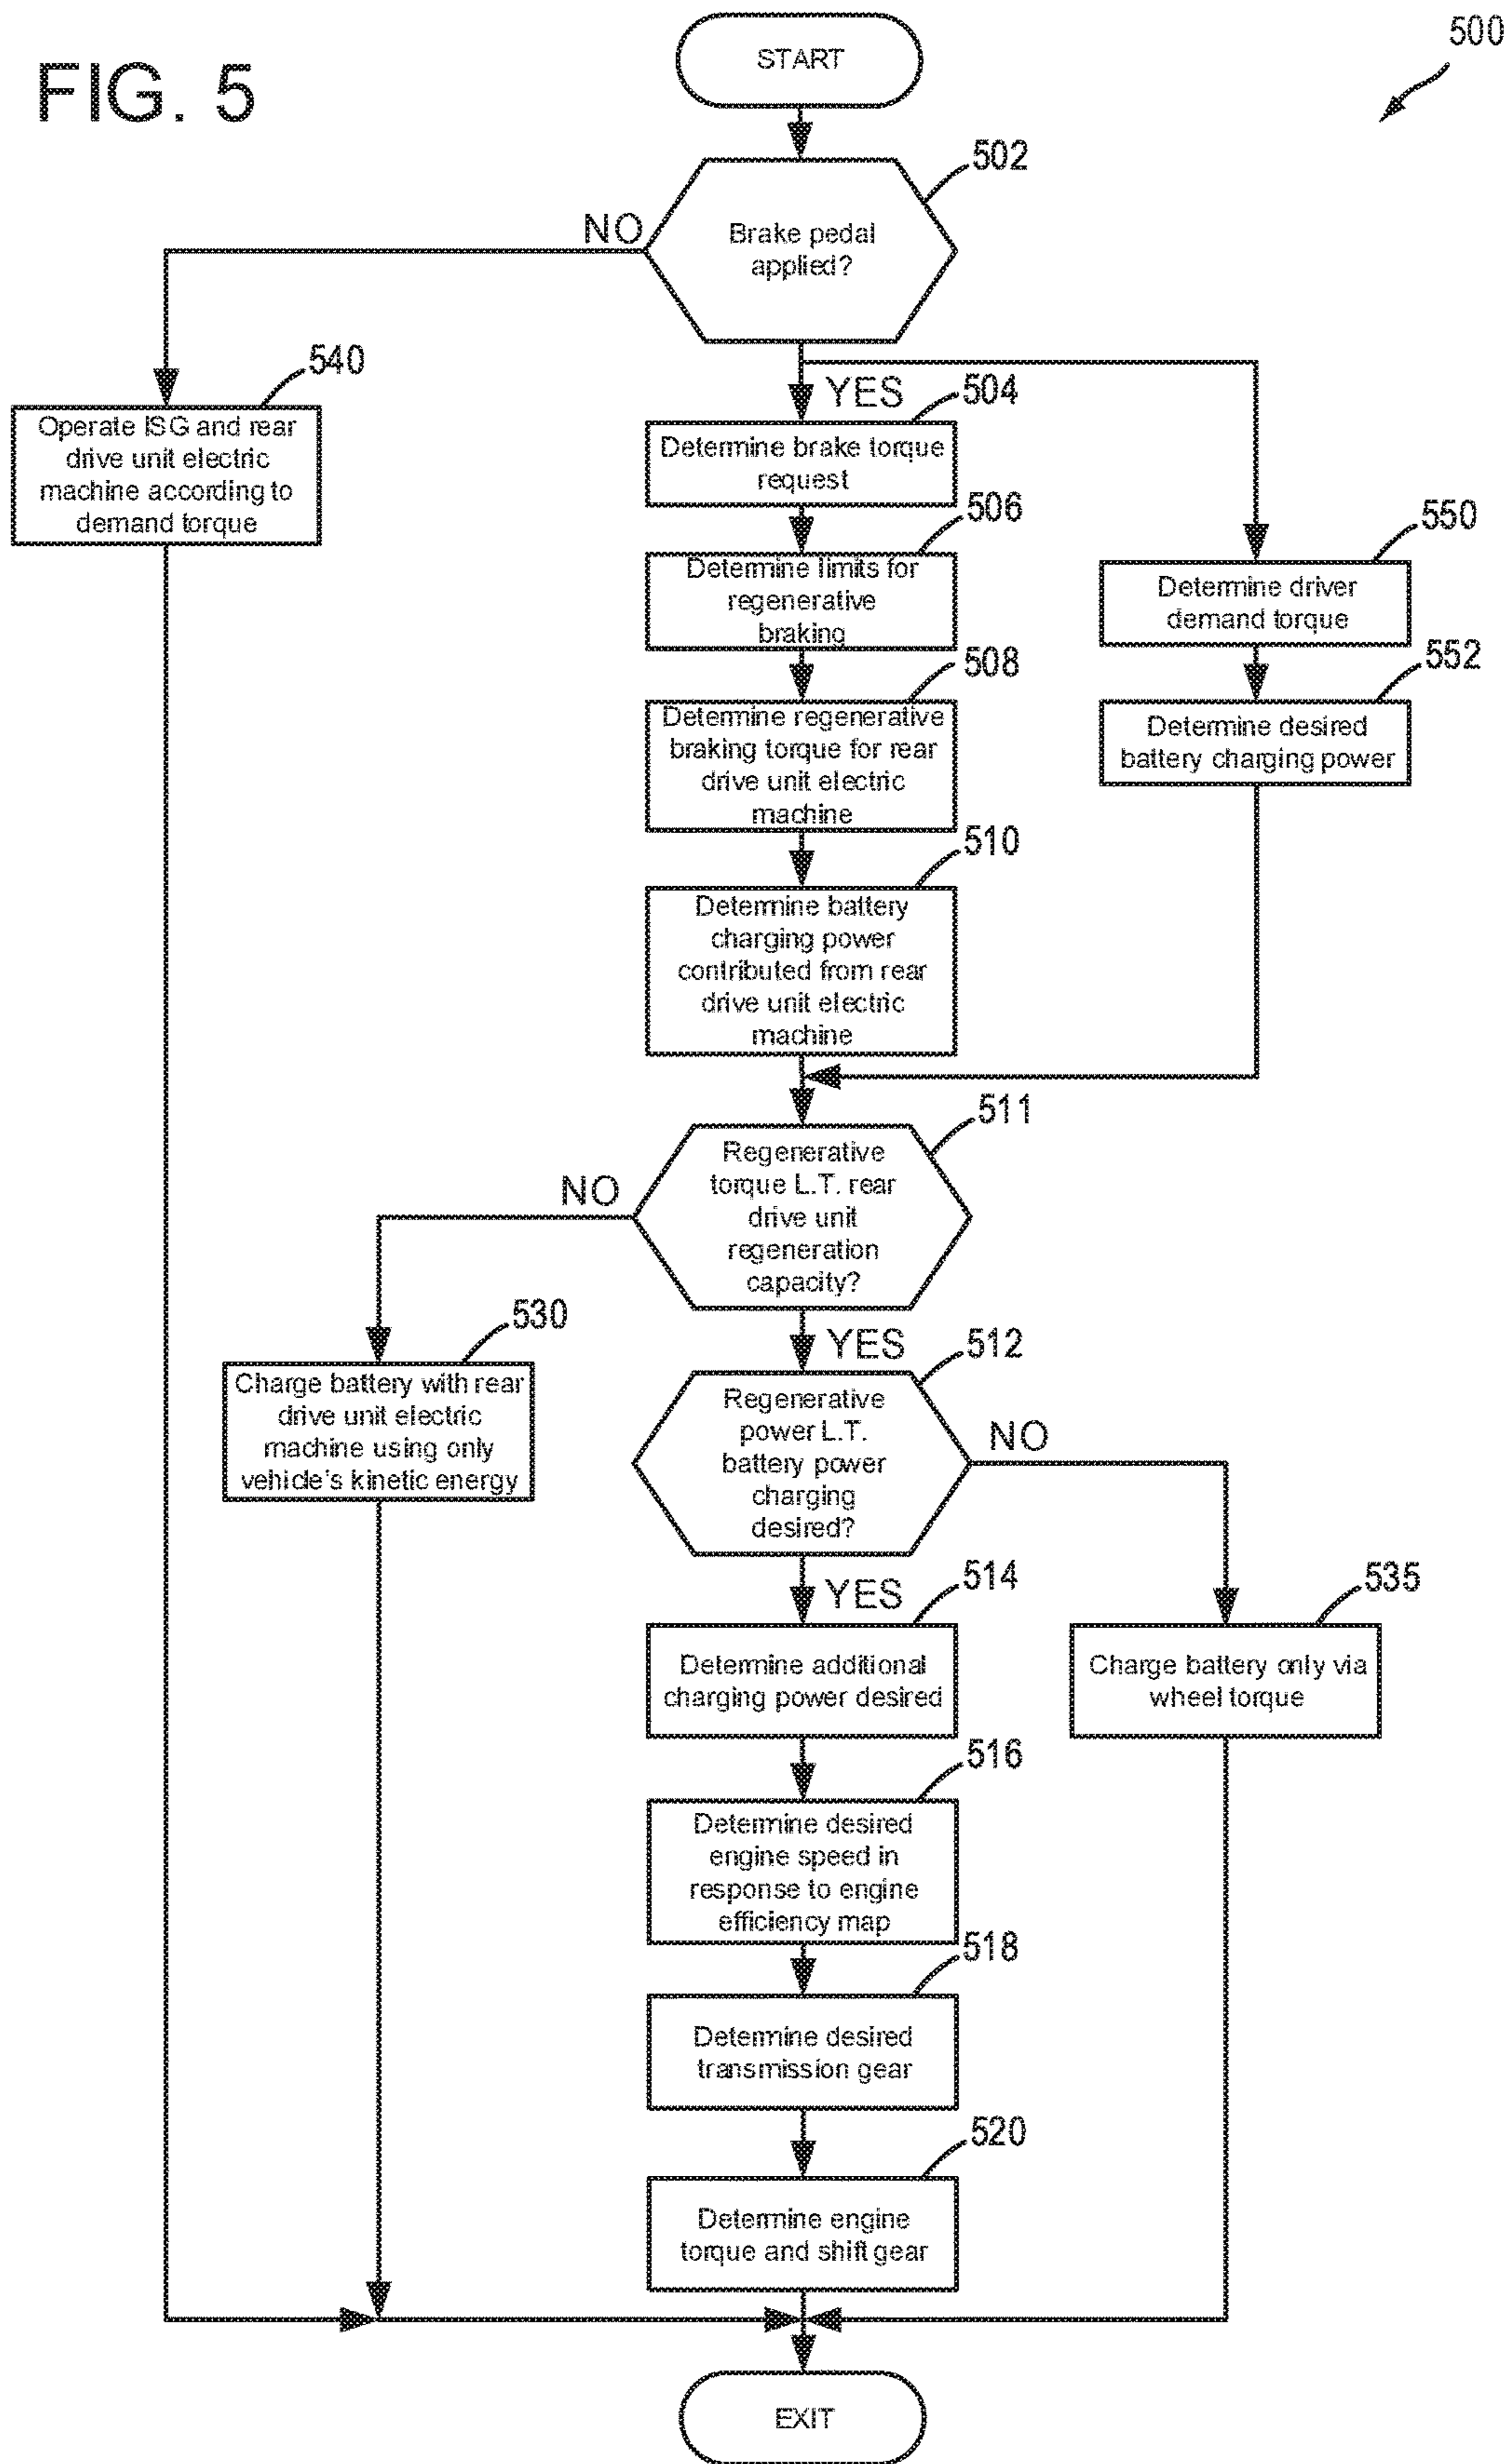 FIG. 5
500
START
502
Brake pedal
applied?
NO
YES
540
Operate ISG and rear
drive unit electric
machine according to
demand torque
504
Determine brake torque
request
506
Determine limits for
regenerative
braking
508
Determine regenerative
braking torque for rear
drive unit electric
machine
510
Determine battery
charging power
contributed from rear
drive unit electric
machine
550
Determine driver
demand torque
552
Determine desired
battery charging power
511
Regenerative
torque L.T. rear
drive unit
regeneration
capacity?
NO
YES
530
Charge battery with rear
drive unit electric
machine using only
vehicle's kinetic energy
512
Regenerative
power L.T.
battery power
charging
desired?
NO
YES
514
Determine additional
charging power desired
535
Charge battery only via
wheel torque
516
Determine desired
engine speed in
response to engine
efficiency map
518
Determine desired
transmission gear
520
Determine engine
torque and shift gear
EXIT